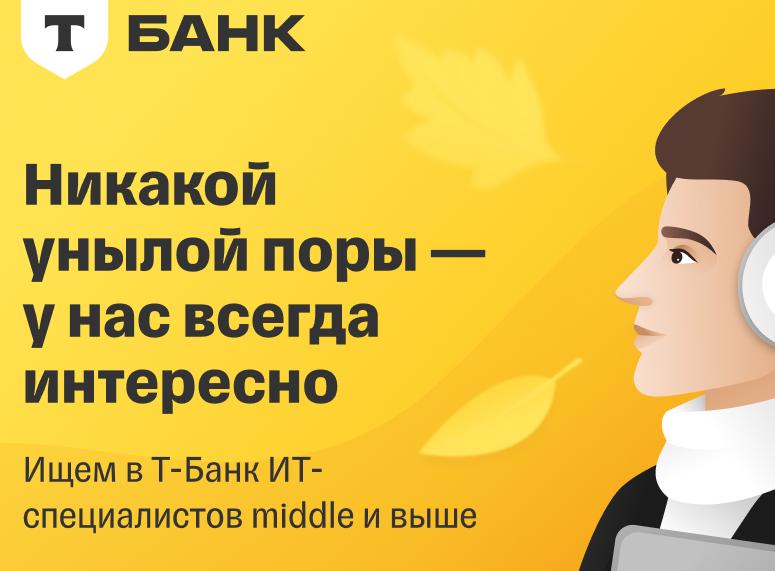 Т БАНК
Никакой
унылой поры —
у нас всегда
интересно
Ищем в Т-Банк ИТ-
специалистов middle и выше